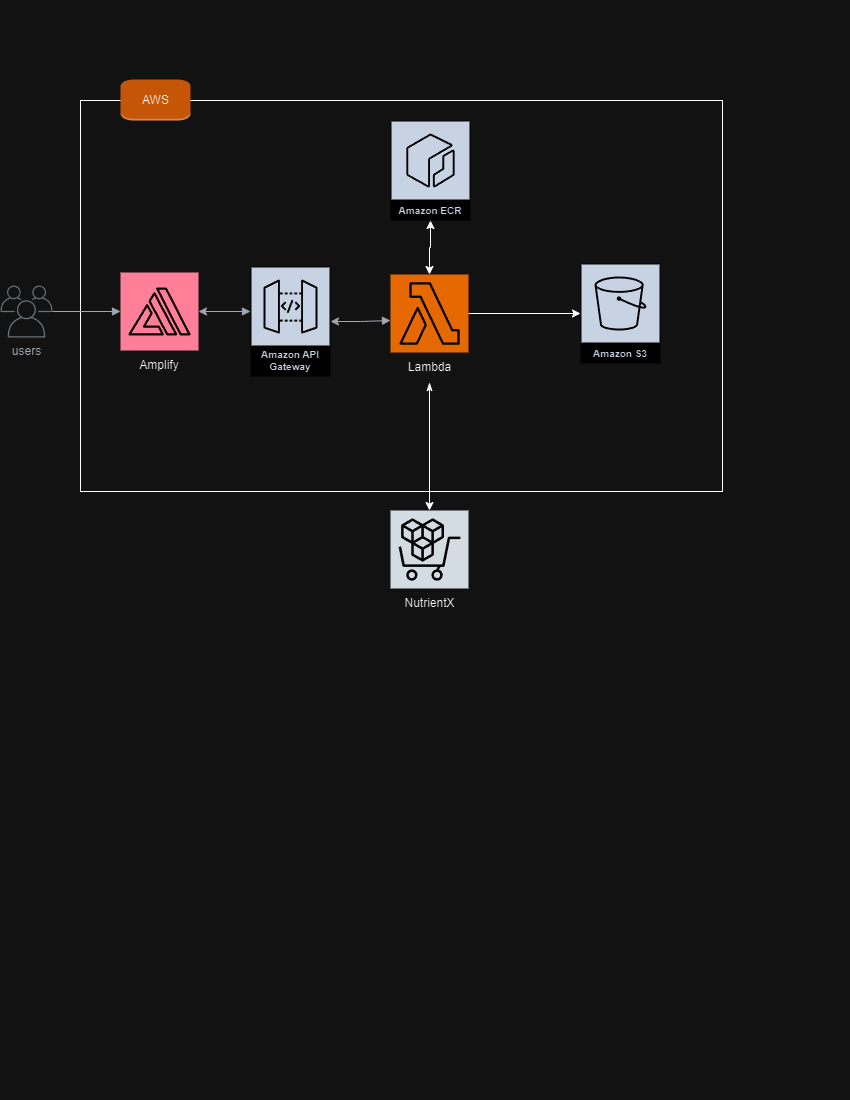 AWS
Amazon ECR
users
Amplify
Amazon API
Gateway
</>
Lambda
Amazon S3
NutrientX